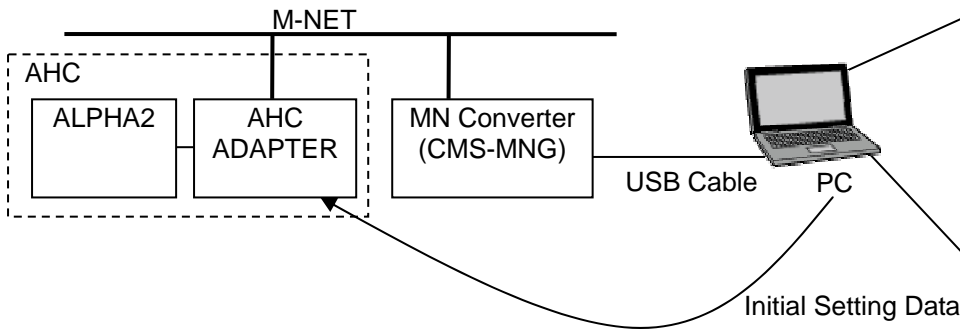 M-NET
AHC
ALPHA2
AHC
ADAPTER
MN Converter
(CMS-MNG)
USB Cable
PC
Initial Setting Data